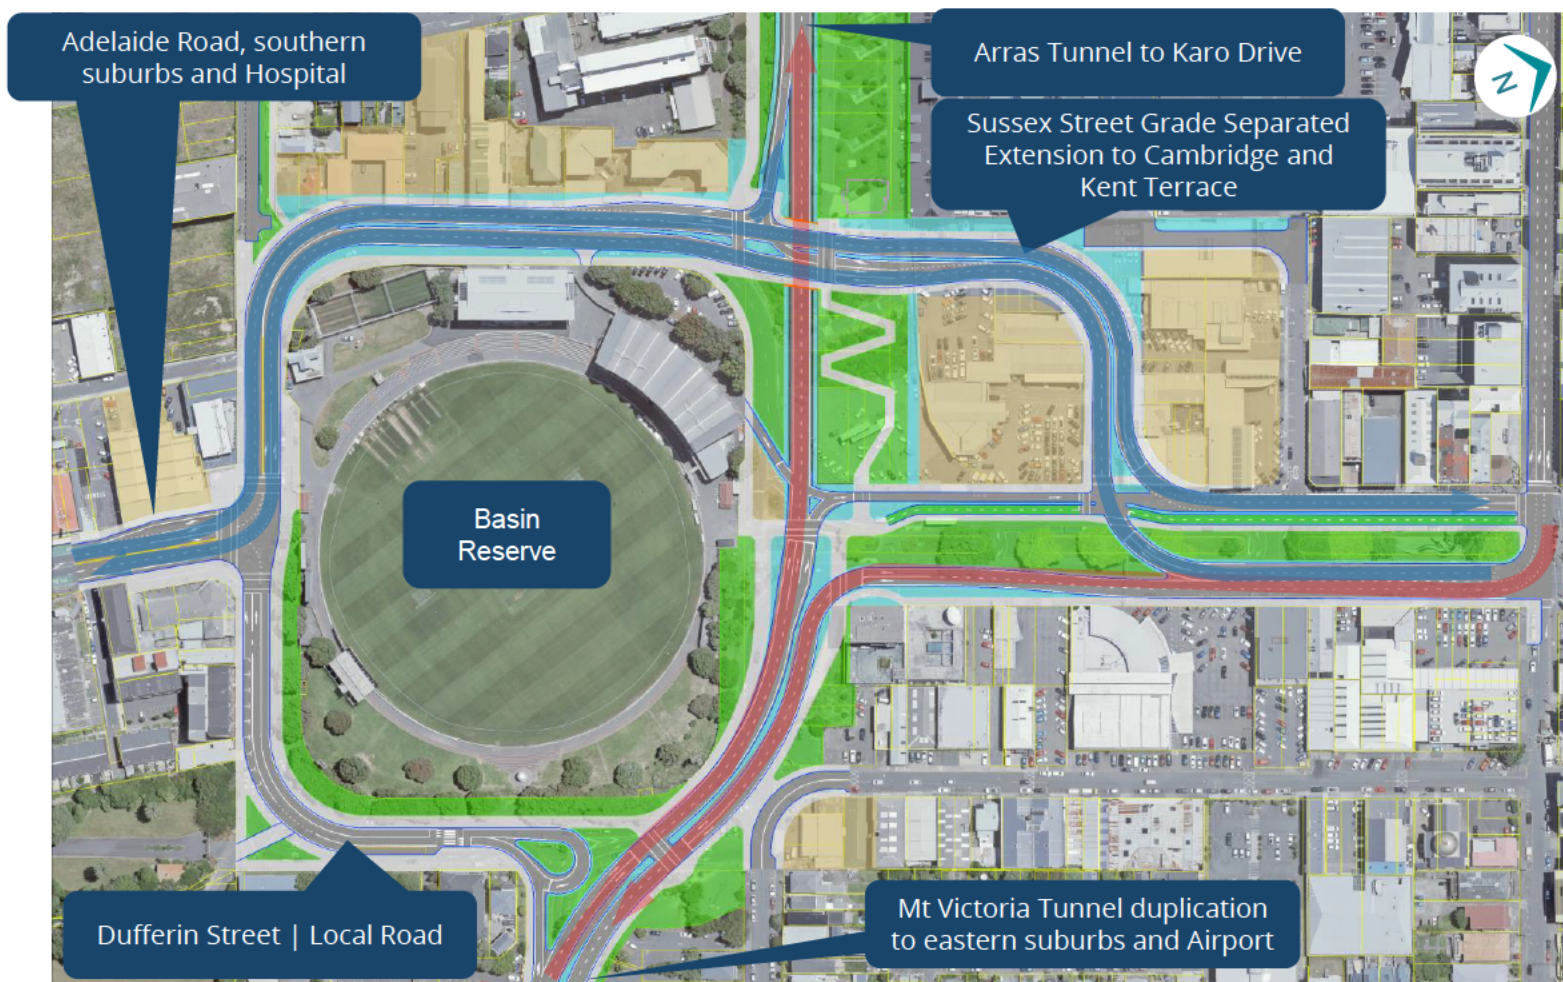 Adelaide Road, southern
suburbs and Hospital
Arras Tunnel to Karo Drive
N
Sussex Street Grade Separated
Extension to Cambridge and
Kent Terrace
Basin
Reserve
Dufferin Street | Local Road
Mt Victoria Tunnel duplication
to eastern suburbs and Airport